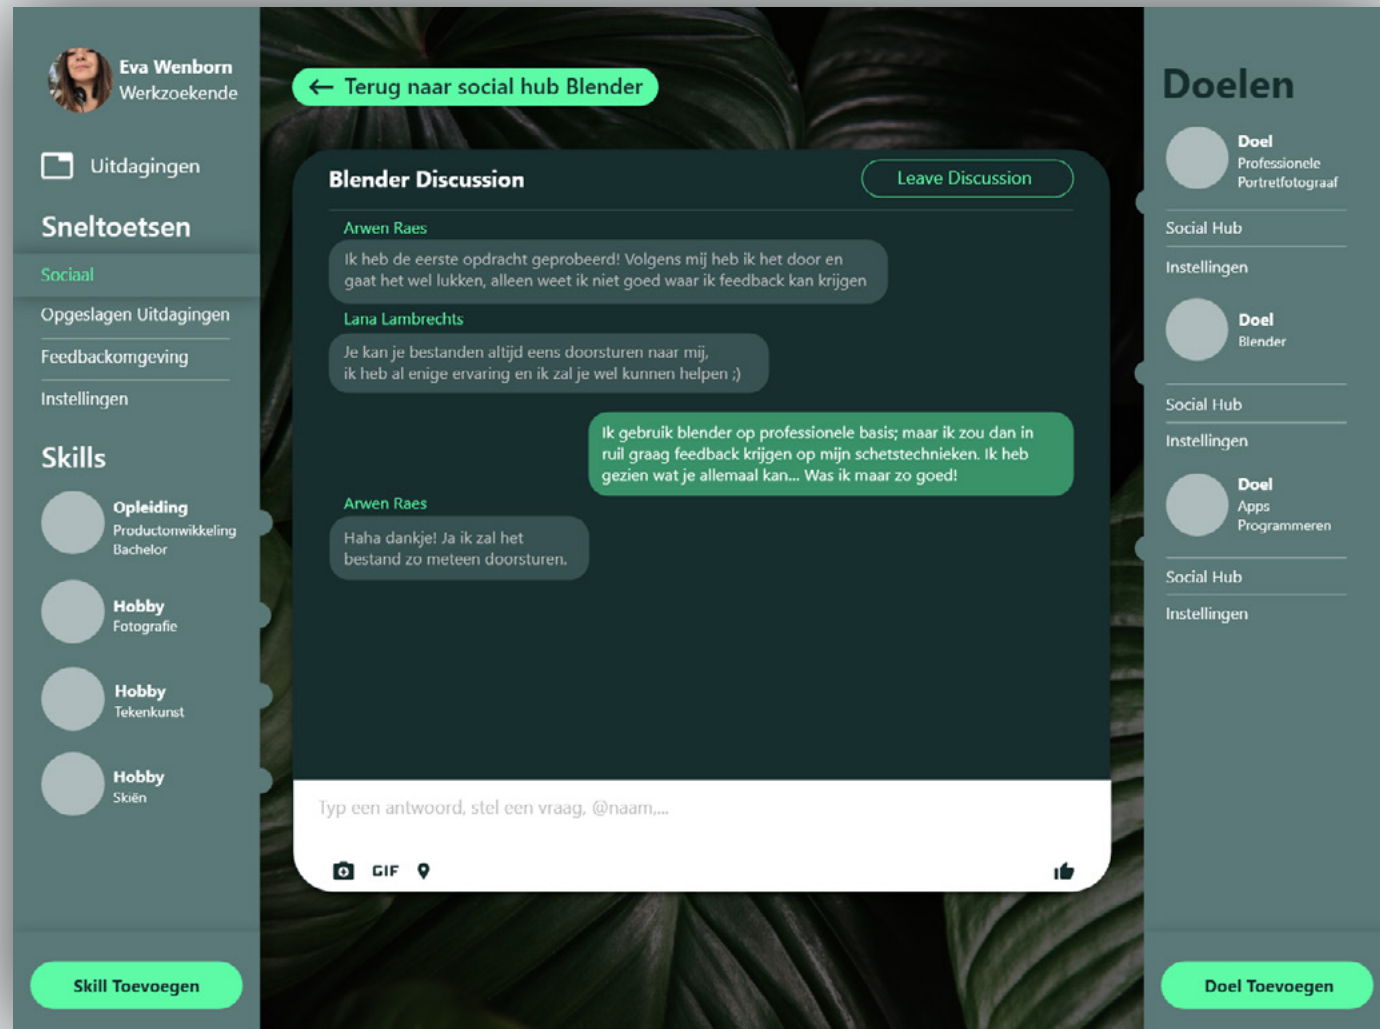 Eva Wenborn
Werkzoekende
Uitdagingen
Sneltoetsen
Sociaal
Opgeslagen Uitdagingen
Feedbackomgeving
Instellingen
Skills
Opleiding
Productonwikkeling
Bachelor
Hobby
Fotografie
Hobby
Tekenkunst
Hobby
Skiën
Skill Toevoegen
← Terug naar social hub Blender
Blender Discussion
Leave Discussion
Arwen Raes
Ik heb de eerste opdracht geprobeerd! Volgens mij heb ik het door en
gaat het wel lukken, alleen weet ik niet goed waar ik feedback kan krijgen
Lana Lambrechts
Je kan je bestanden altijd eens doorsturen naar mij,
ik heb al enige ervaring en ik zal je wel kunnen helpen ;)
Ik gebruik blender op professionele basis; maar ik zou dan in
ruil graag feedback krijgen op mijn schetstechnieken. Ik heb
gezien wat je allemaal kan... Was ik maar zo goed!
Arwen Raes
Haha dankje! Ja ik zal het
bestand zo meteen doorsturen.
Typ een antwoord, stel een vraag, @naam,...
GIF
Doelen
Doel
Professionele
Portretfotograaf
Social Hub
Instellingen
Doel
Blender
Social Hub
Instellingen
Doel
Apps
Programmeren
Social Hub
Instellingen
Doel Toevoegen